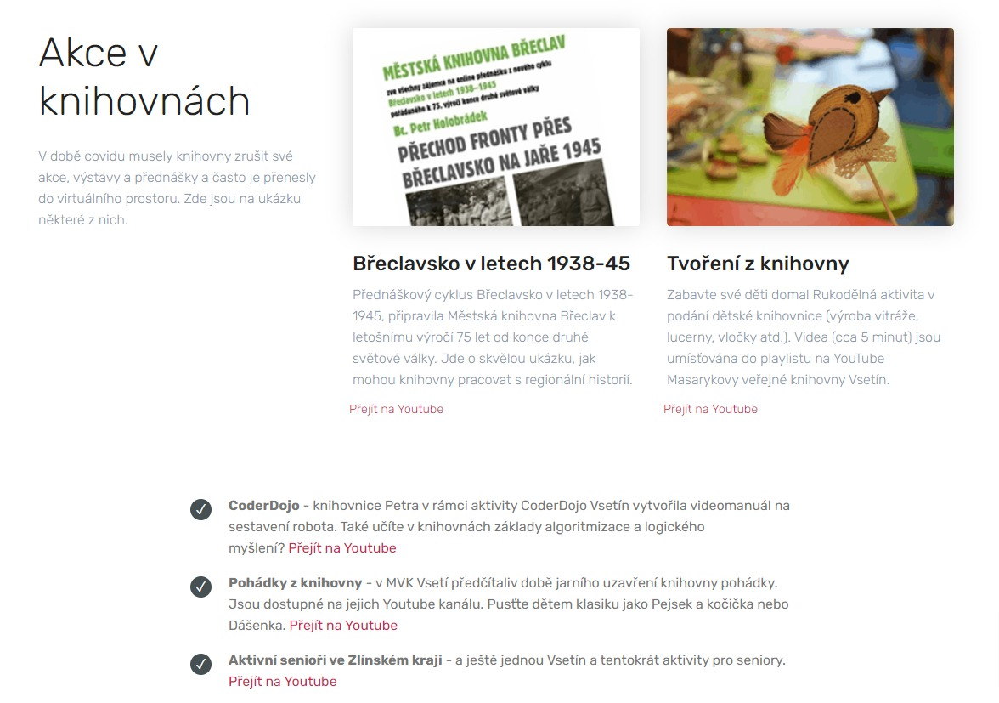 Akce v
knihovnách
V době covidu musely knihovny zrušit své
akce, výstavy a přednášky a často je přenesly
do virtuálního prostoru. Zde jsou na ukázku
některé z nich.
MĚSTSKÁ KNIHOVNA BŘECLAV
zve všechny zájemce na online přednášku z nového cyklu
Břeclavsko v letech 1938–1945
pořádaného k 75. výročí konce druhé světové války
Bc. Petr Holobrádek
PŘECHOD FRONTY PŘES
BŘECLAVSKO NA JAŘE 1945
Břeclavsko v letech 1938-45
Přednáškový cyklus Břeclavsko v letech 1938-
1945, připravila Městská knihovna Břeclav k
letošnímu výročí 75 let od konce druhé
světové války. Jde o skvělou ukázku, jak
mohou knihovny pracovat s regionální historií.
Přejít na Youtube
Tvoření z knihovny
Zabavte své děti doma! Rukodělná aktivita v
podání dětské knihovnice (výroba vitráže,
lucerny, vločky atd.). Videa (cca 5 minut) jsou
umísťována do playlistu na YouTube
Masarykovy veřejné knihovny Vsetín.
Přejít na Youtube
CoderDojo - knihovnice Petra v rámci aktivity CoderDojo Vsetín vytvořila videomanuál na
sestavení robota. Také učíte v knihovnách základy algoritmizace a logického
myšlení? Přejít na Youtube
Pohádky z knihovny - v MVK Vsetí předčítaliv době jarního uzavření knihovny pohádky.
Jsou dostupné na jejich Youtube kanálu. Pusťte dětem klasiku jako Pejsek a kočička nebo
Dášenka. Přejít na Youtube
Aktivní senioři ve Zlínském kraji - a ještě jednou Vsetín a tentokrát aktivity pro seniory.
Přejít na Youtube